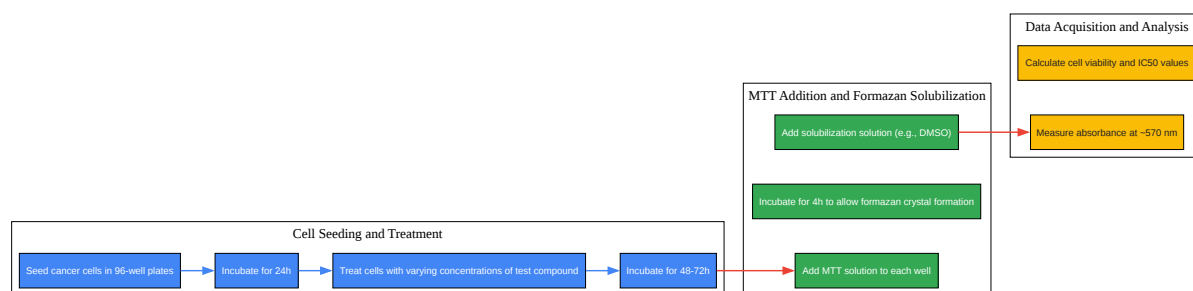 Data Acquisition and Analysis
Calculate cell viability and IC50 values
Measure absorbance at ~570 nm
MTT Addition and Formazan Solubilization
Add solubilization solution (e.g., DMSO)
Incubate for 4h to allow formazan crystal formation
Add MTT solution to each well
Cell Seeding and Treatment
Seed cancer cells in 96-well plates
Incubate for 24h
Treat cells with varying concentrations of test compound
Incubate for 48-72h